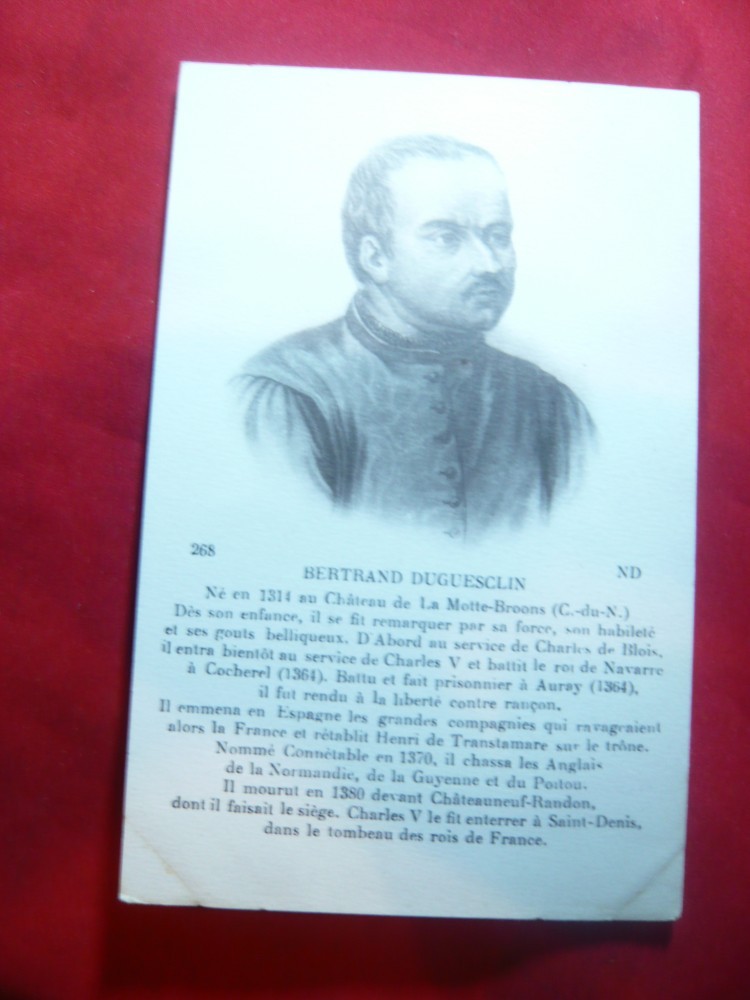 268
BERTRAND DUGUESCLIN
ND
Né en 1314 au Château de La Motte-Broons (C.-du-N.)
Dès son enfance, il se fit remarquer par sa force, son habileté
et ses gouts belliqueux. D'Abord au service de Charles de Blois,
il entra bientôt au service de Charles V et battit le roi de Navarre
à Cocherel (1364). Battu et fait prisonnier à Auray (1364),
il fut rendu à la liberté contre rançon.
Il emmena en Espagne les grandes compagnies qui ravageaient
alors la France et rétablit Henri de Transtamare sur le trône.
Nommé Connétable en 1370, il chassa les Anglais
de la Normandie, de la Guyenne et du Poitou.
Il mourut en 1380 devant Châteauneuf-Randon,
dont il faisait le siège. Charles V le fit enterrer à Saint-Denis,
dans le tombeau des rois de France.